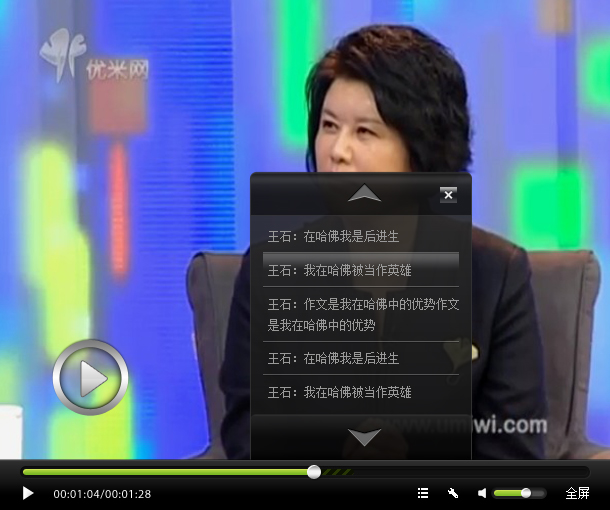 优米网
王石：在哈佛我是后进生
王石：我在哈佛被当作英雄
王石：作文是我在哈佛中的优势作文
是我在哈佛中的优势
王石：在哈佛我是后进生
王石：我在哈佛被当作英雄
www.umiwi.com
00:01:04/00:01:28
全屏